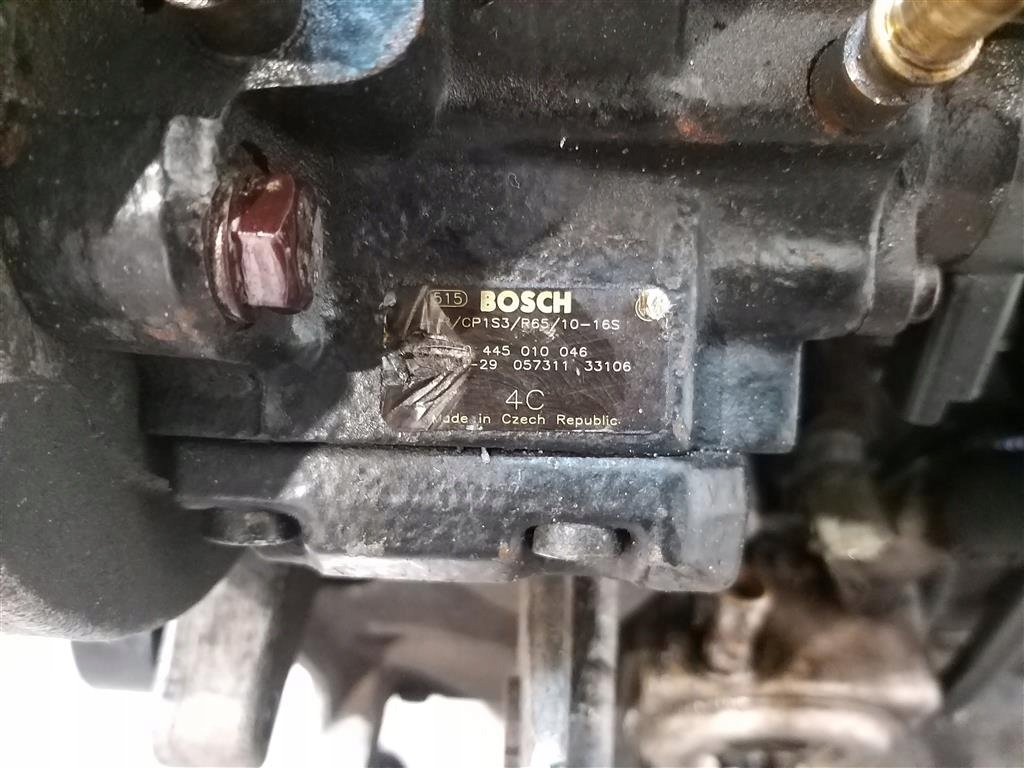 515 BOSCH
/CP1S3/R65/10-16S
445 010 046
-29 057311 33106
4C
Made in Czech Republic